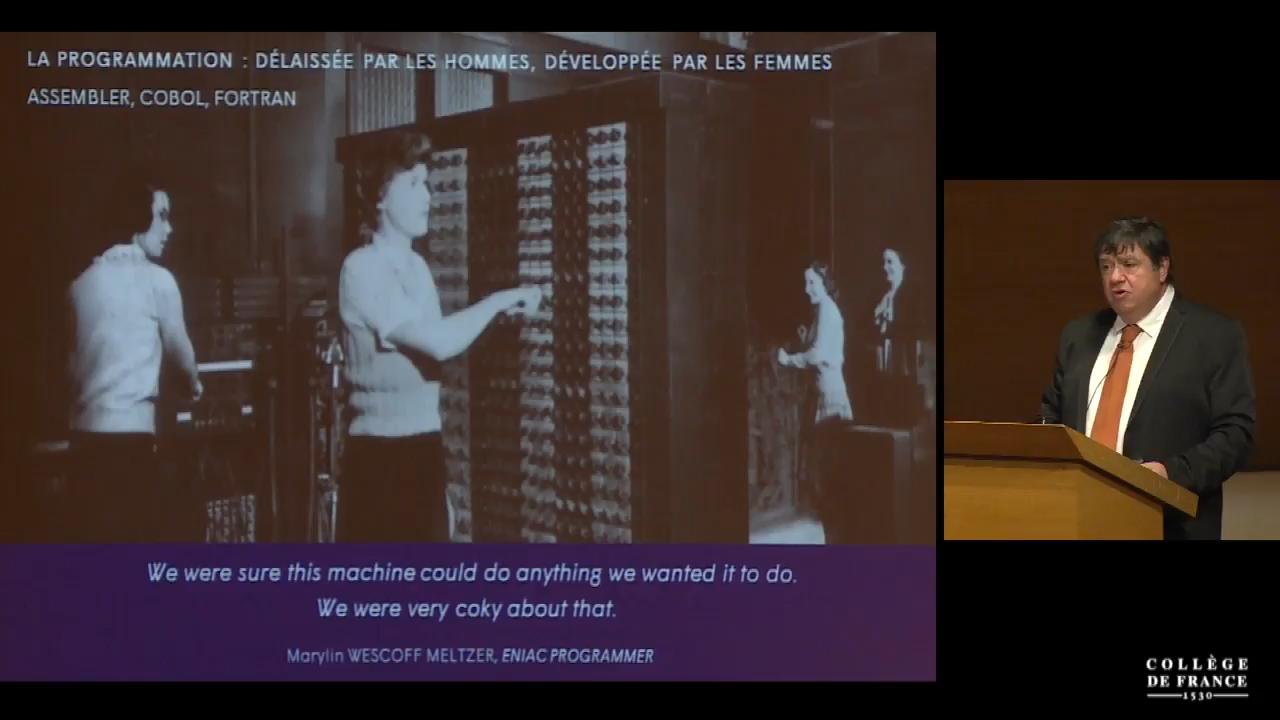 LA PROGRAMMATION : DÉLAISSÉE PAR LES HOMMES, DÉVELOPPÉE PAR LES FEMMES
ASSEMBLER, COBOL, FORTRAN
We were sure this machine could do anything we wanted it to do.
We were very coky about that.
Marylin WESCOFF MELTZER, ENIAC PROGRAMMER
COLLÈGE
DE FRANCE
1530